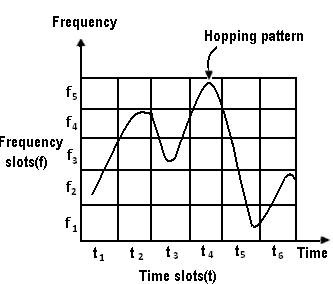 Frequency
Hopping pattern
f5
f4
Frequency
slots(f)
f3
f2
f1
t1 t2 t3 t4 t5 t6 Time
Time slots(t)